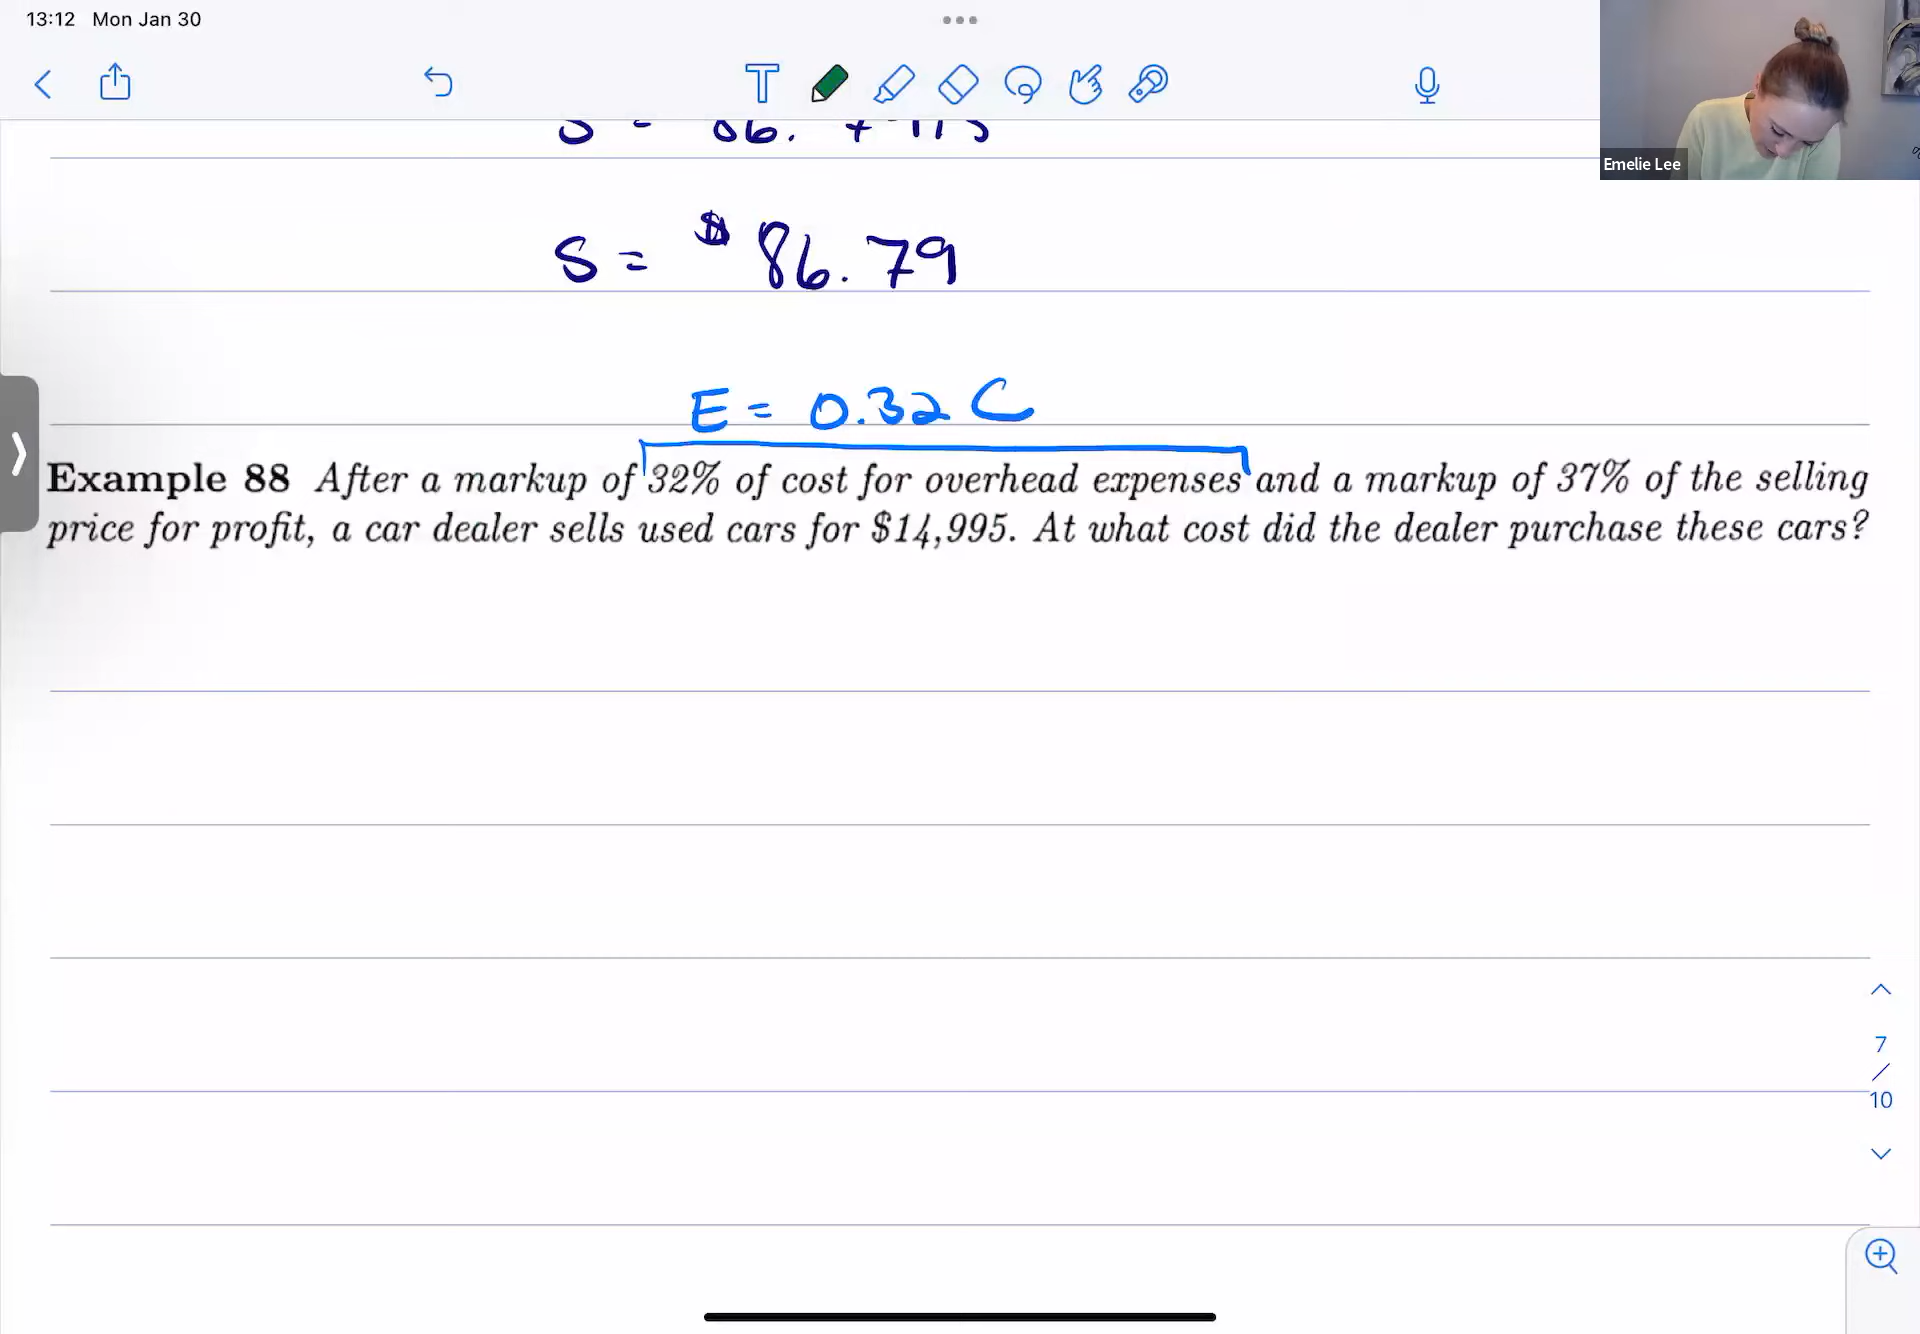 13:12 Mon Jan 30
Emelie Lee
S = $86.79
E = 0.32 C
Example 88 After a markup of 32% of cost for overhead expenses and a markup of 37% of the selling
price for profit, a car dealer sells used cars for $14,995. At what cost did the dealer purchase these cars?
7
/
10